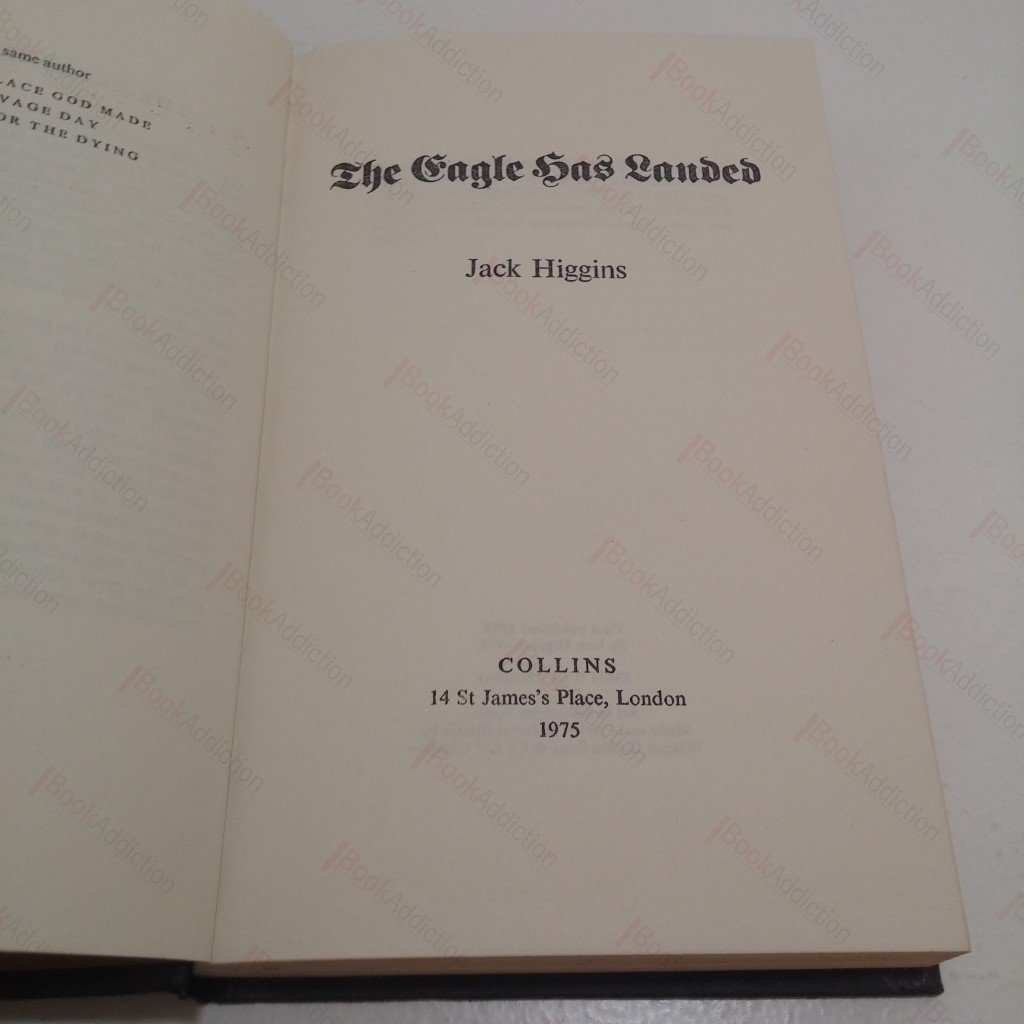 same author
LACE GOD MADE
VAGE DAY
OR THE DYING
The Eagle Has Landed
Jack Higgins
COLLINS
14 St James's Place, London
1975
BookAddiction